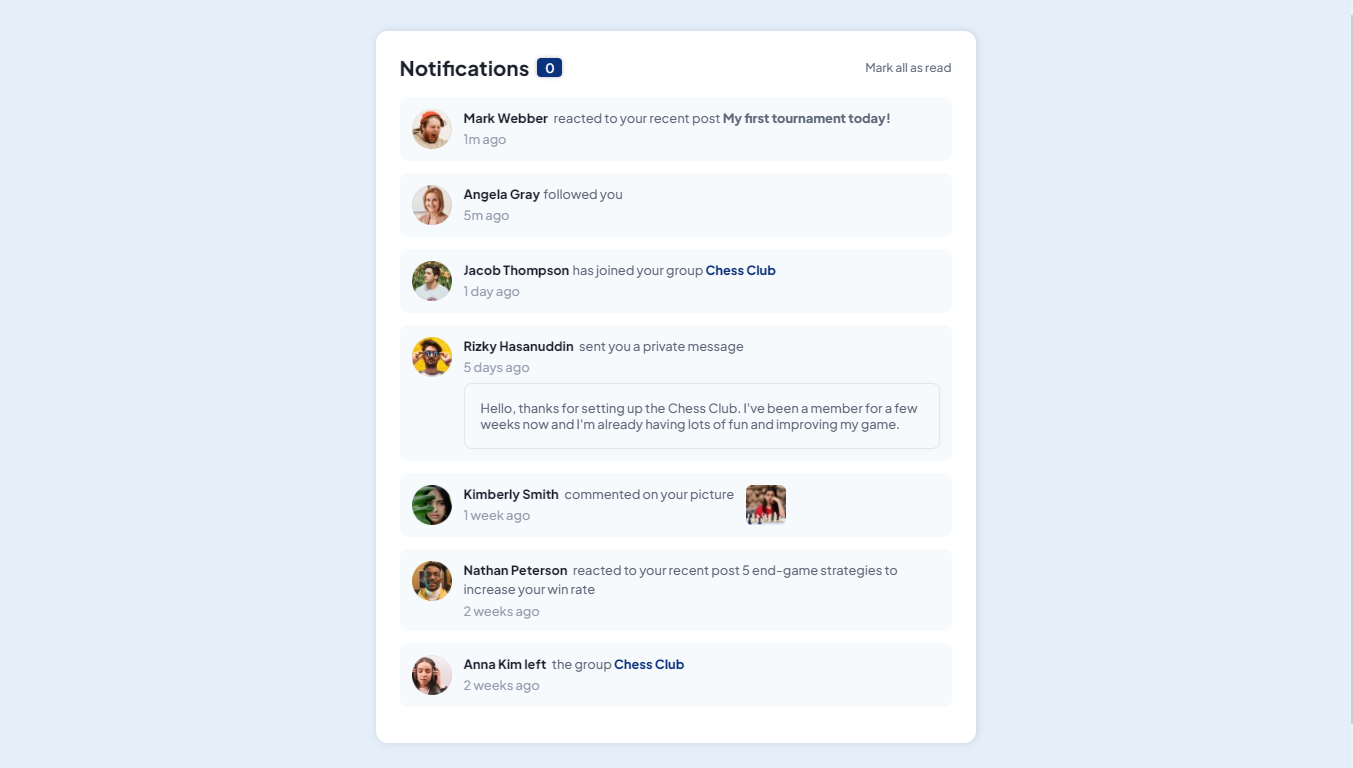 Notifications 0
Mark all as read
Mark Webber reacted to your recent post My first tournament today!
1m ago
Angela Gray followed you
5m ago
Jacob Thompson has joined your group Chess Club
1 day ago
Rizky Hasanuddin sent you a private message
5 days ago
Hello, thanks for setting up the Chess Club. I've been a member for a few
weeks now and I'm already having lots of fun and improving my game.
Kimberly Smith commented on your picture
1 week ago
Nathan Peterson reacted to your recent post 5 end-game strategies to
increase your win rate
2 weeks ago
Anna Kim left the group Chess Club
2 weeks ago